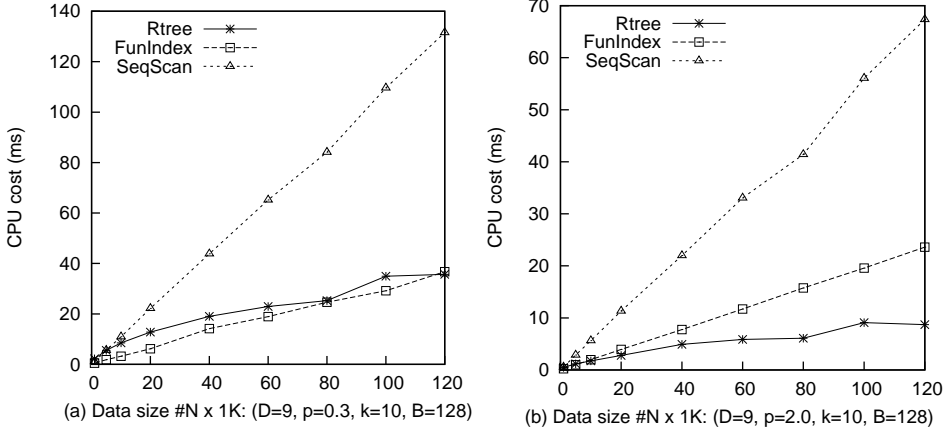 140
120
100
80
60
40
20
0
CPU cost (ms)
Rtree
FunIndex
SeqScan
0 20 40 60 80 100 120
(a) Data size #N x 1K: (D=9, p=0.3, k=10, B=128)
70
60
50
40
30
20
10
0
CPU cost (ms)
Rtree
FunIndex
SeqScan
0 20 40 60 80 100 120
(b) Data size #N x 1K: (D=9, p=2.0, k=10, B=128)